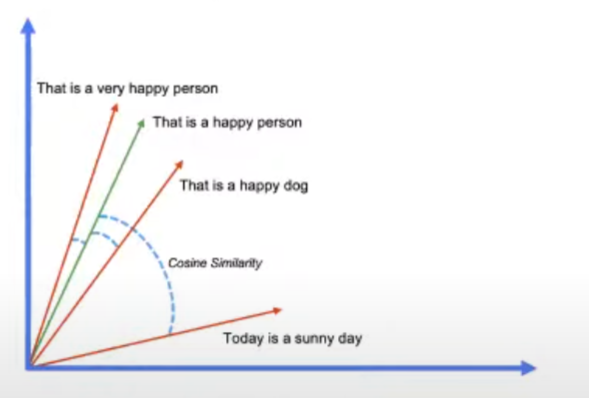 That is a very happy person
That is a happy person
That is a happy dog
Cosine Similarity
Today is a sunny day